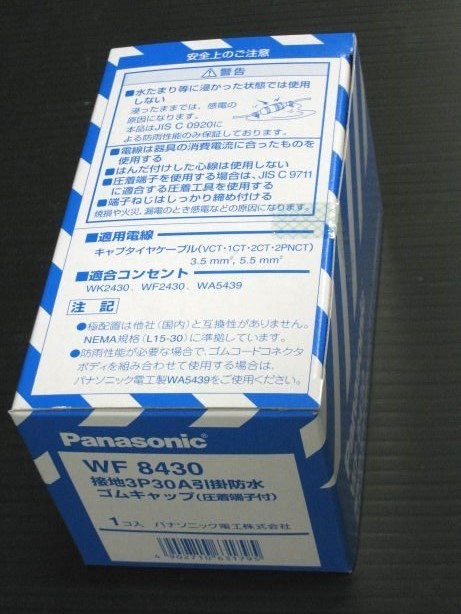 安全上のご注意
⚠警告
■水たまり等に浸かった状態では使用
しない
浸ったままでは、感電の
原因になります。
本品はJIS C 0920に
よる防雨性能のみ保証しております。
■電線は器具の消費電流に合ったものを
使用する
■はんだ付けした心線は使用しない
■圧着端子を使用する場合は、JIS C 9711
に適合する圧着工具を使用する
■端子ねじはしっかり締め付ける
焼損や火災、漏電のとき感電などの原因になります。
■適用電線
キャブタイヤケーブル(VCT・1CT・2CT・2PNCT)
3.5mm², 5.5mm²
■適合コンセント
WK2430、WF2430、WA5439
注記
●極配置は他社(国内)と互換性がありません。
NEMA規格(L15-30)に準拠しています。
●防雨性能が必要な場合で、ゴムコードコネクタ
ボディを組み合わせて使用する場合は、
パナソニック電工製WA5439をご使用ください。
Panasonic®
WF 8430
接地3P30A引掛防水
ゴムキャップ(圧着端子付)
1コ入 パナソニック電工株式会社